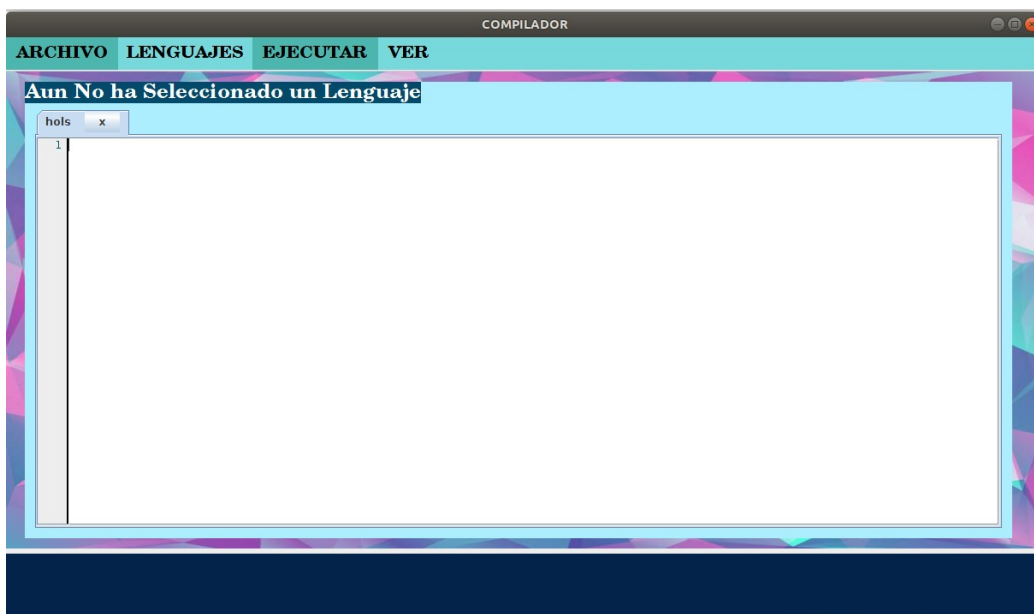 COMPILADOR
ARCHIVO LENGUAJES EJECUTAR VER
Aun No ha Seleccionado un Lenguaje
hols x
1